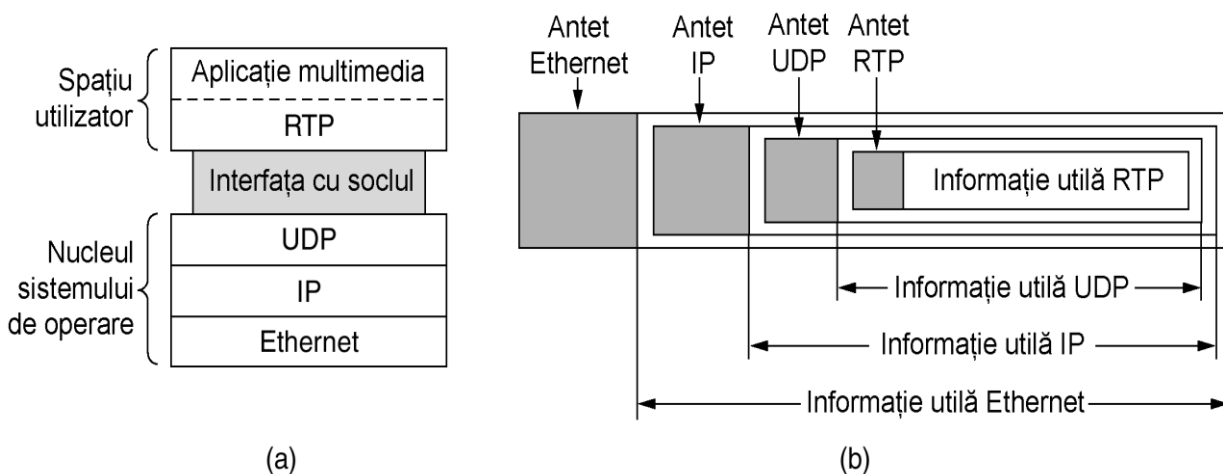 Spațiu
utilizator
Aplicație multimedia
RTP
Interfața cu soclul
Nucleul
sistemului
de operare
UDP
IP
Ethernet
(a)
Antet
Ethernet
Antet
IP
Antet
UDP
Antet
RTP
Informație utilă RTP
Informație utilă UDP
Informație utilă IP
Informație utilă Ethernet
(b)